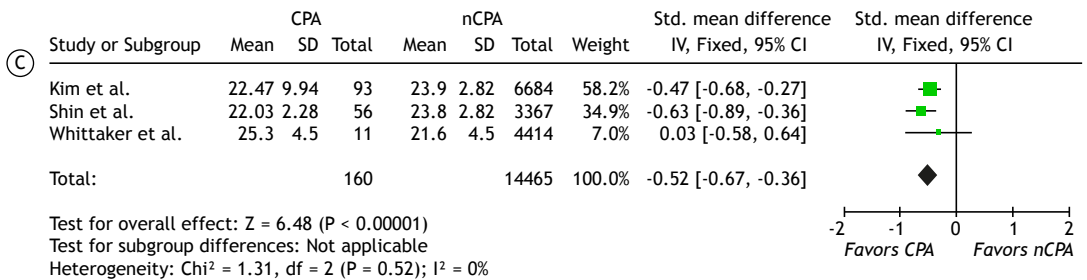 CPA nCPA Std. mean difference Std. mean difference
Study or Subgroup Mean SD Total Mean SD Total Weight IV, Fixed, 95% CI IV, Fixed, 95% CI
C
Kim et al. 22.47 9.94 93 23.9 2.82 6684 58.2% -0.47 [-0.68, -0.27]
Shin et al. 22.03 2.28 56 23.8 2.82 3367 34.9% -0.63 [-0.89, -0.36]
Whittaker et al. 25.3 4.5 11 21.6 4.5 4414 7.0% 0.03 [-0.58, 0.64]
Total: 160 14465 100.0% -0.52 [-0.67, -0.36]
Test for overall effect: Z = 6.48 (P < 0.00001)
Test for subgroup differences: Not applicable
Heterogeneity: Chi² = 1.31, df = 2 (P = 0.52); I² = 0%
-2 -1 0 1 2
Favors CPA Favors nCPA